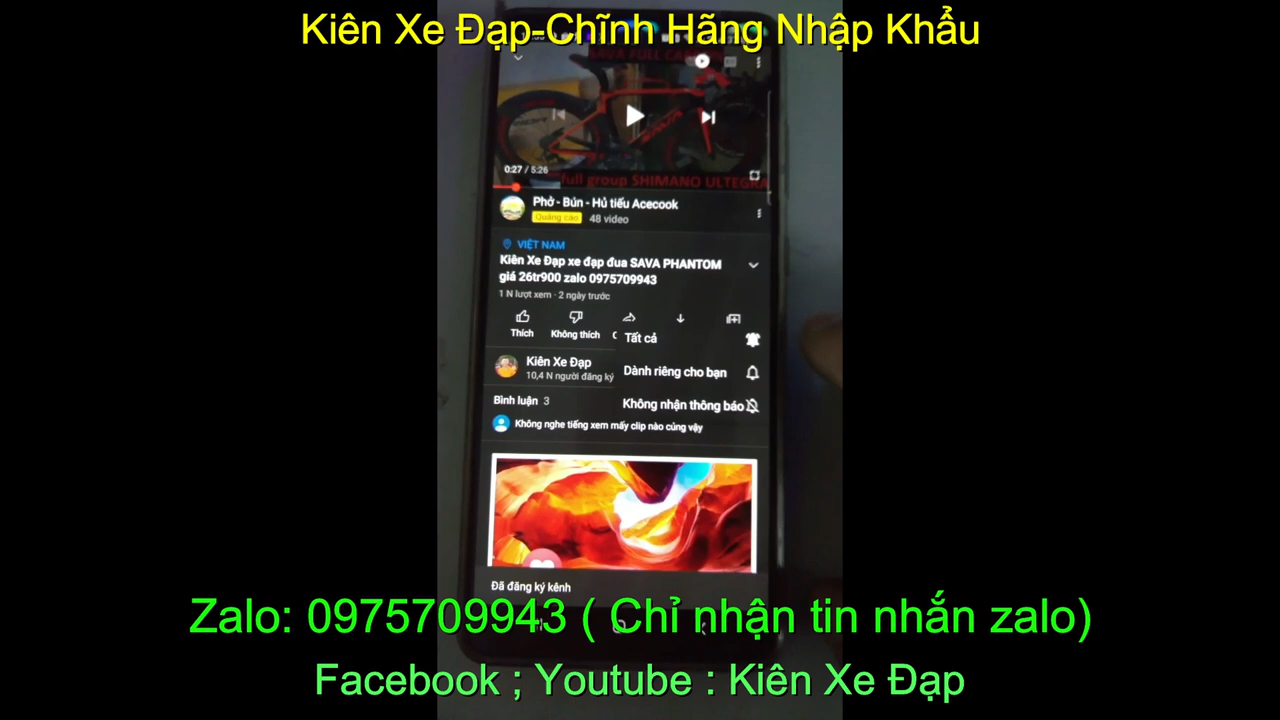 Kiên Xe Đạp-Chĩnh Hãng Nhập Khẩu
SAVA FULL
SAVA
0:27 / 5:26
full group SHIMANO ULTEGRA
Phở - Bún - Hủ tiếu Acecook
Quảng cáo
48 video
VIỆT NAM
Kiên Xe Đạp xe đạp đua SAVA PHANTOM
giá 26tr900 zalo 0975709943
1 N lượt xem · 2 ngày trước
Thích
Không thích
Tất cả
Dành riêng cho bạn
Không nhận thông báo
Kiên Xe Đạp
10,4 N người đăng ký
Bình luận 3
Không nghe tiếng xem mấy clip nào củng vậy
Đã đăng ký kênh
Zalo: 0975709943 ( Chỉ nhận tin nhắn zalo)
Facebook ; Youtube : Kiên Xe Đạp